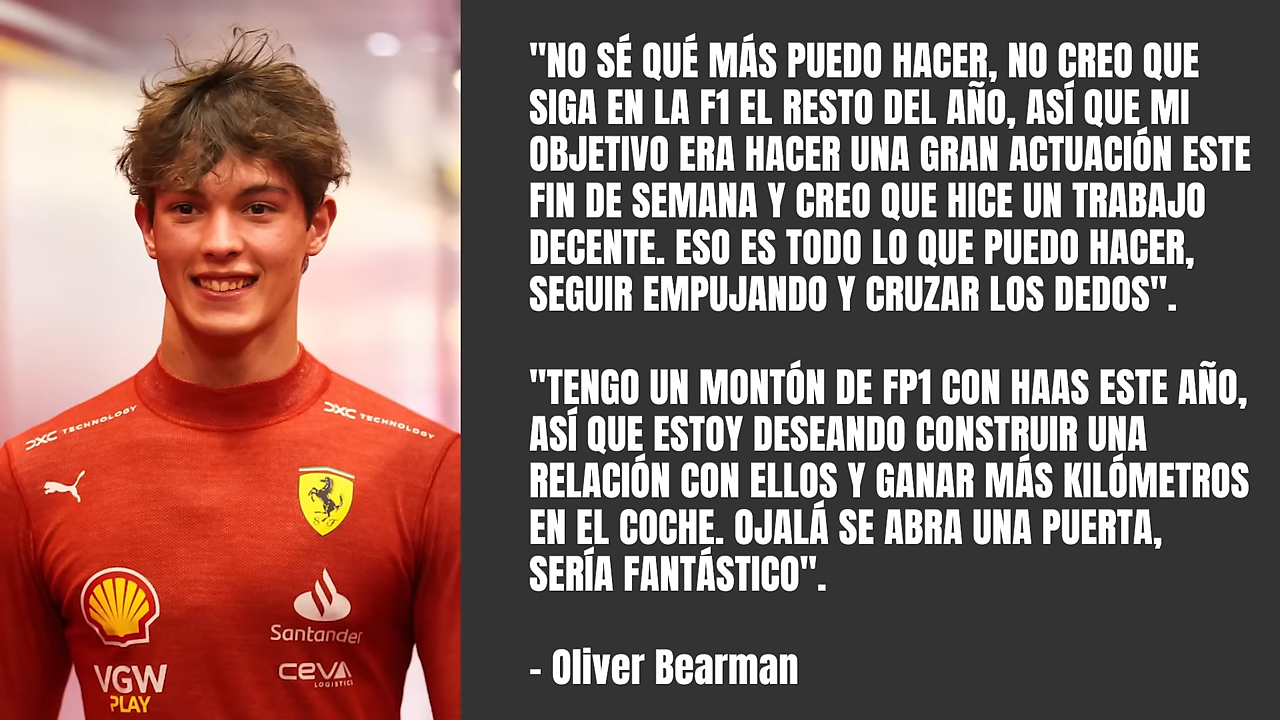 "NO SÉ QUÉ MÁS PUEDO HACER, NO CREO QUE
SIGA EN LA F1 EL RESTO DEL AÑO, ASÍ QUE MI
OBJETIVO ERA HACER UNA GRAN ACTUACIÓN ESTE
FIN DE SEMANA Y CREO QUE HICE UN TRABAJO
DECENTE. ESO ES TODO LO QUE PUEDO HACER,
SEGUIR EMPUJANDO Y CRUZAR LOS DEDOS".
"TENGO UN MONTÓN DE FP1 CON HAAS ESTE AÑO,
ASÍ QUE ESTOY DESEANDO CONSTRUIR UNA
RELACIÓN CON ELLOS Y GANAR MÁS KILÓMETROS
EN EL COCHE. OJALÁ SE ABRA UNA PUERTA,
SERÍA FANTÁSTICO".
- Oliver Bearman
DXC TECHNOLOGY
DXC TECHNOLOGY
S F
Santander
VGW
PLAY
CEVA
LOGISTICS